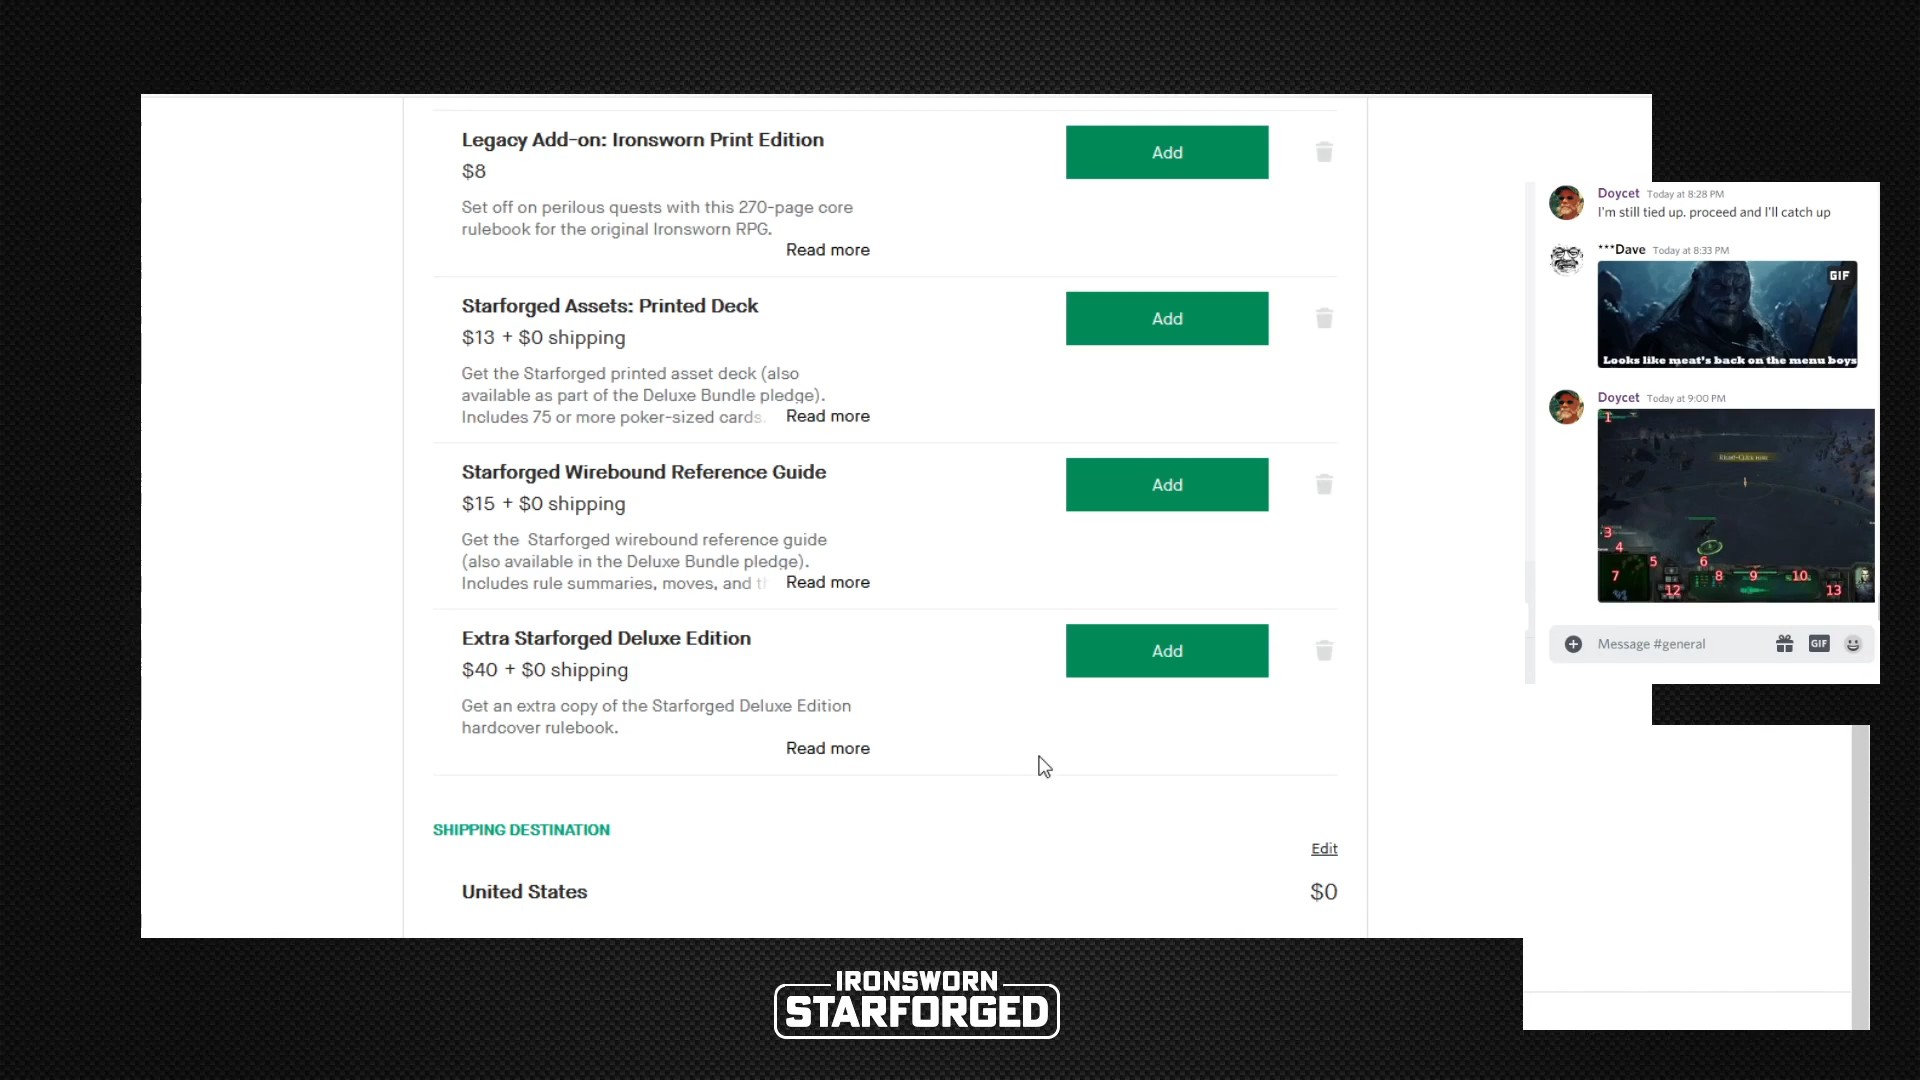 Legacy Add-on: Ironsworn Print Edition
$8
Add
Set off on perilous quests with this 270-page core
rulebook for the original Ironsworn RPG.
Read more
Starforged Assets: Printed Deck
$13 + $0 shipping
Add
Get the Starforged printed asset deck (also
available as part of the Deluxe Bundle pledge).
Includes 75 or more poker-sized cards.
Read more
Starforged Wirebound Reference Guide
$15 + $0 shipping
Add
Get the Starforged wirebound reference guide
(also available in the Deluxe Bundle pledge).
Includes rule summaries, moves, and th
Read more
Extra Starforged Deluxe Edition
$40 + $0 shipping
Add
Get an extra copy of the Starforged Deluxe Edition
hardcover rulebook.
Read more
SHIPPING DESTINATION
Edit
United States
$0
Doycet Today at 8:28 PM
I'm still tied up. proceed and I'll catch up
***Dave Today at 8:33 PM
GIF
Looks like meat's back on the menu boys
Doycet Today at 9:00 PM
1
3
4
5
6
7
8
9
10
12
13
Message #general
GIF
IRONSWORN
STARFORGED